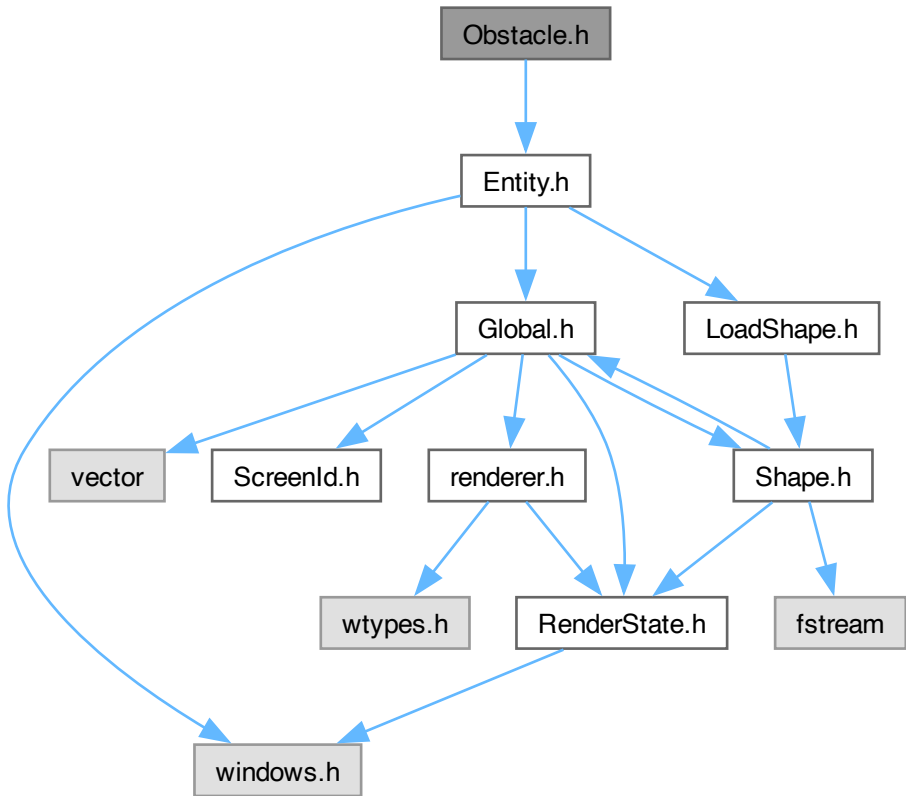 Obstacle.h
Entity.h
Global.h
LoadShape.h
vector
ScreenId.h
renderer.h
Shape.h
wtypes.h
RenderState.h
fstream
windows.h